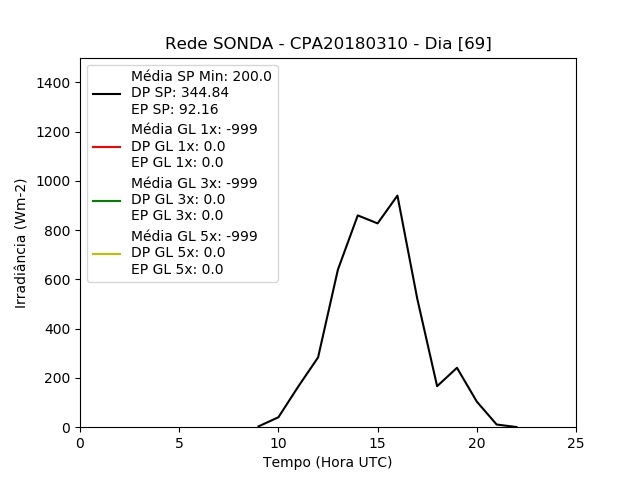 Rede SONDA - CPA20180310 - Dia [69]
Média SP Min: 200.0
DP SP: 344.84
EP SP: 92.16
Média GL 1x: -999
DP GL 1x: 0.0
EP GL 1x: 0.0
Média GL 3x: -999
DP GL 3x: 0.0
EP GL 3x: 0.0
Média GL 5x: -999
DP GL 5x: 0.0
EP GL 5x: 0.0
Irradiância (Wm-2)
1400
1200
1000
800
600
400
200
0
0 5 10 15 20 25
Tempo (Hora UTC)